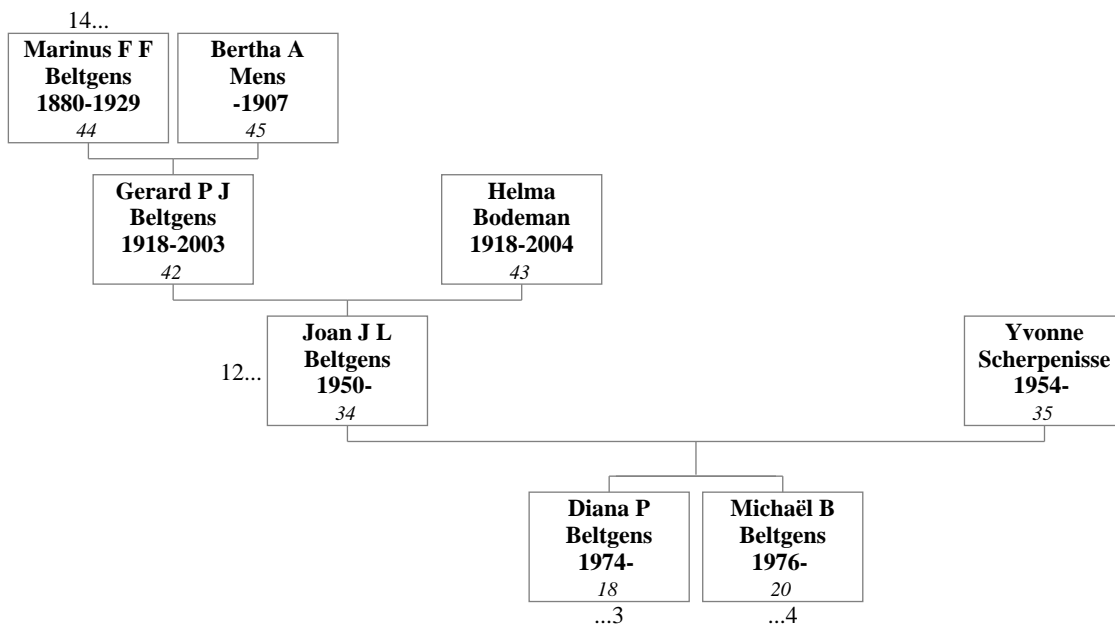 14...
Marinus F F
Beltgens
1880-1929
44
Bertha A
Mens
-1907
45
Gerard P J
Beltgens
1918-2003
42
Helma
Bodeman
1918-2004
43
12...
Joan J L
Beltgens
1950-
34
Yvonne
Scherpenisse
1954-
35
Diana P
Beltgens
1974-
18
...3
Michaël B
Beltgens
1976-
20
...4